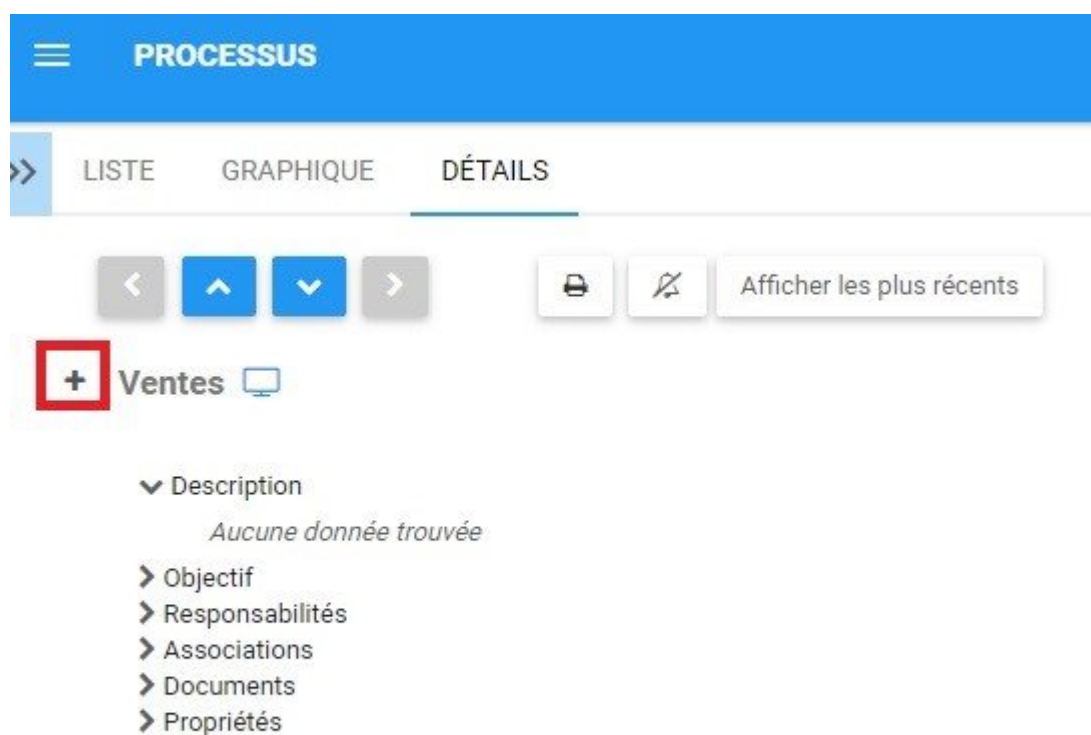 PROCESSUS
LISTE GRAPHIQUE DÉTAILS
Afficher les plus récents
+ Ventes
Description
Aucune donnée trouvée
Objectif
Responsabilités
Associations
Documents
Propriétés